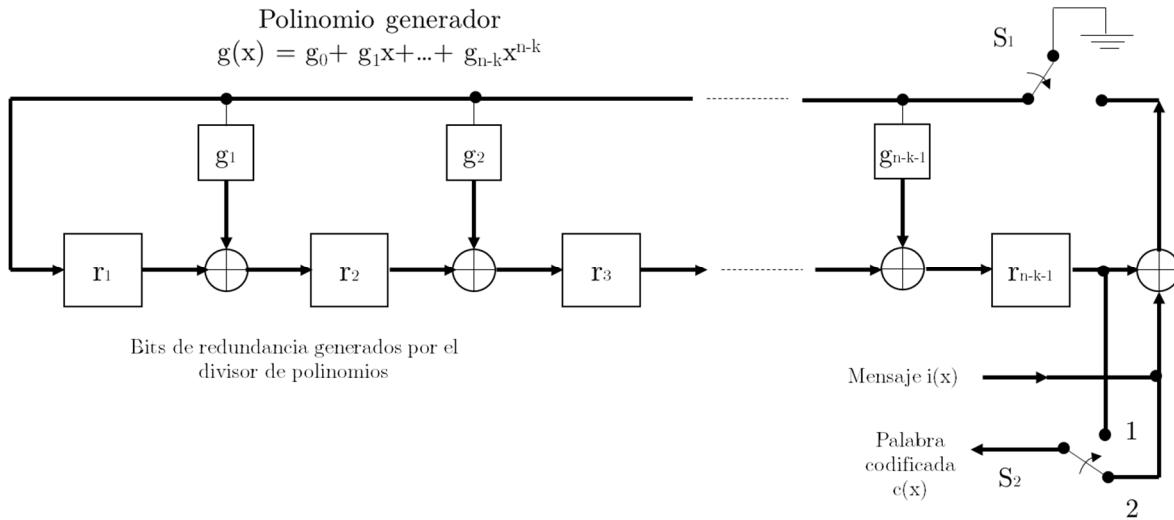 Polinomio generador
g(x) = g₀+ g₁x+...+ gₙ₋ₖxⁿ⁻ᵏ
S₁
g₁
g₂
gₙ₋ₖ₋₁
r₁
r₂
r₃
rₙ₋ₖ₋₁
Bits de redundancia generados por el
divisor de polinomios
Mensaje i(x)
1
Palabra
codificada
c(x)
S₂
2